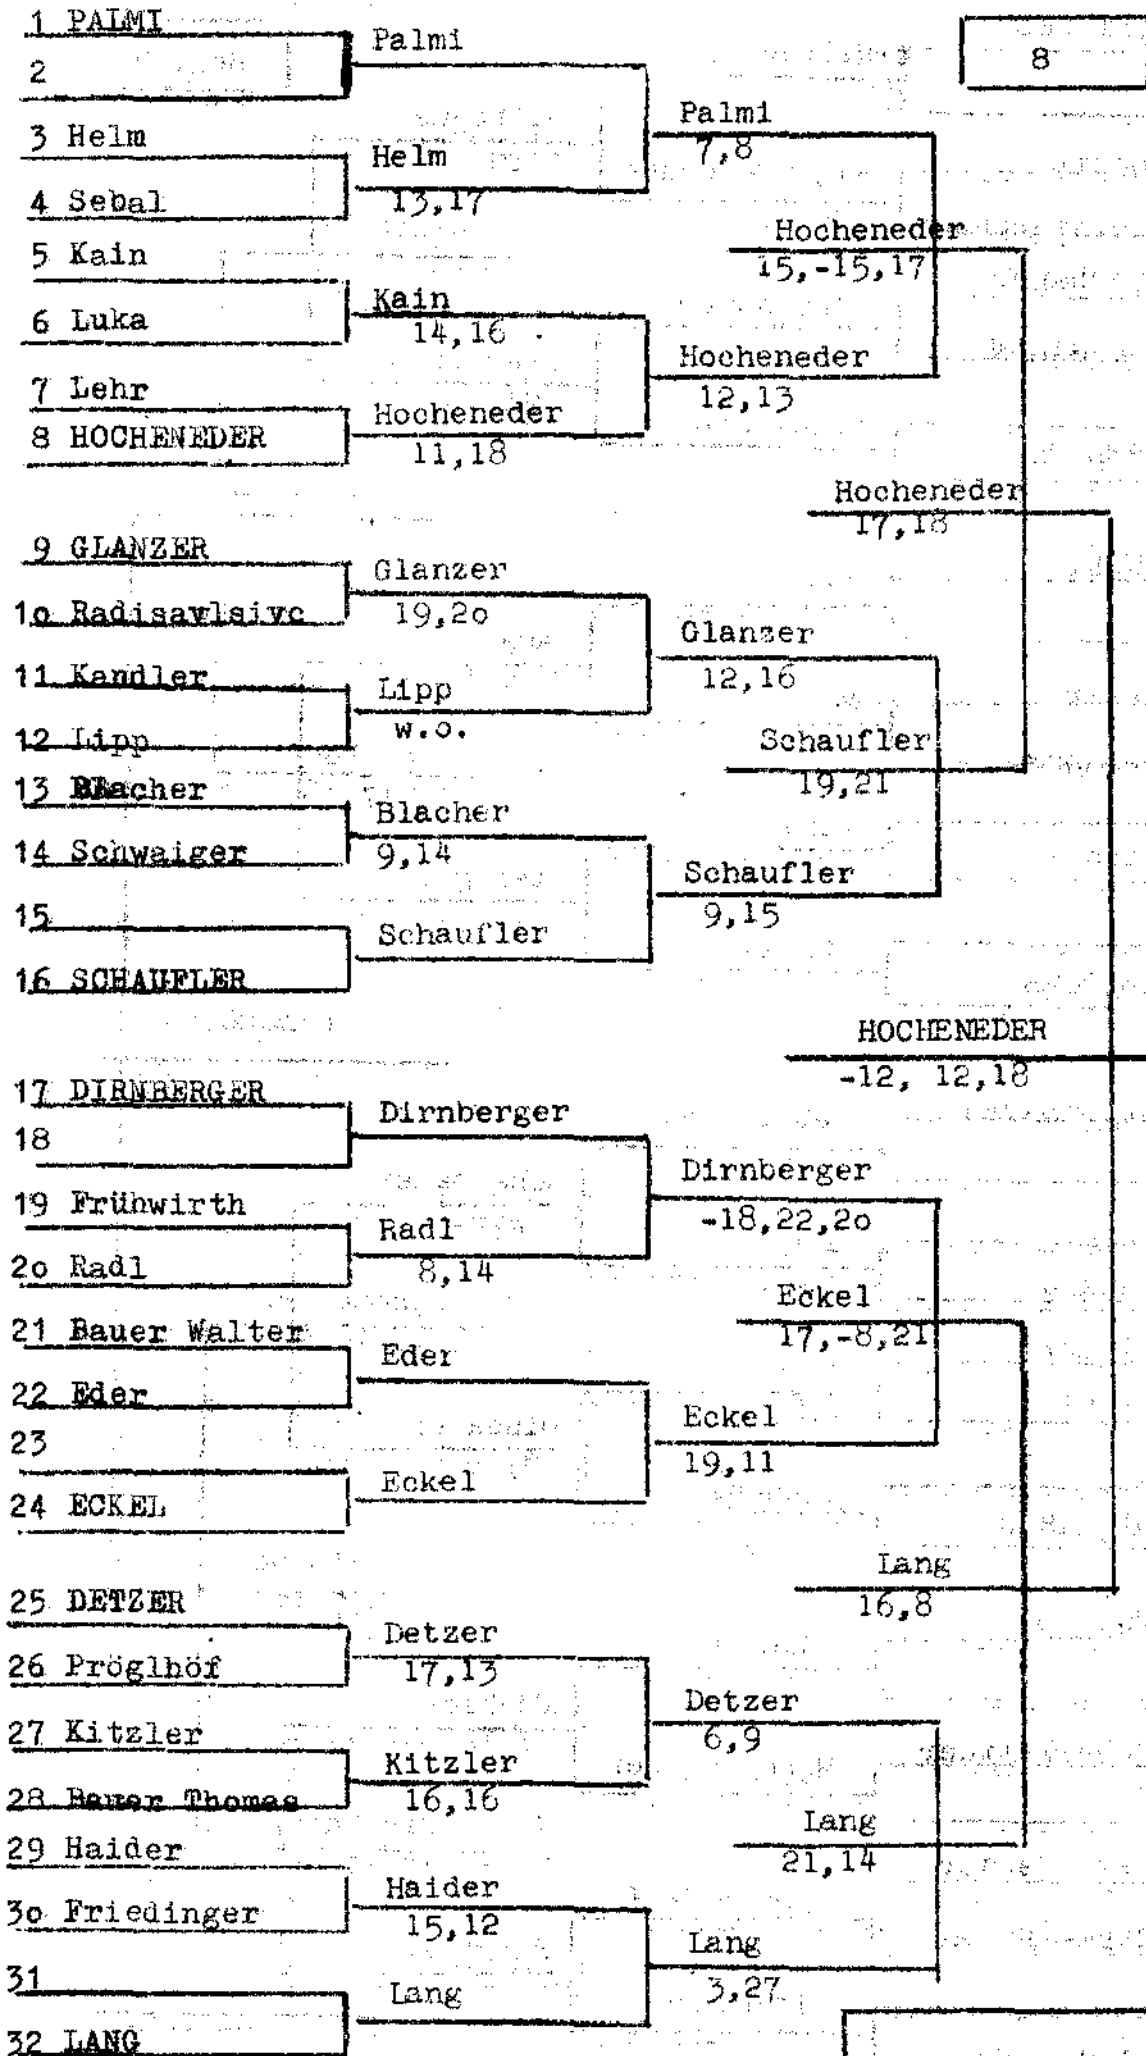 1 PALMI
2
3 Helm
4 Sebal
5 Kain
6 Luka
7 Lehr
8 HOCHENEDER
9 GLANZER
1o Radisavlsivc
11 Kandler
12 Lipp
13 Blacher
14 Schwaiger
15
16 SCHAUFLER
17 DIRNBERGER
18
19 Frühwirth
2o Radl
21 Bauer Walter
22 Eder
23
24 ECKEL
25 DETZER
26 Pröglhöf
27 Kitzler
28 Bauer Thomas
29 Haider
3o Friedinger
31
32 LANG
Palmi
Helm
13,17
Kain
14,16
Hocheneder
11,18
Glanzer
19,2o
Lipp
w.o.
Blacher
9,14
Schaufler
Dirnberger
Radl
8,14
Eder
Eckel
Detzer
17,13
Kitzler
16,16
Haider
15,12
Lang
Palmi
7,8
Hocheneder
12,13
Glanzer
12,16
Schaufler
9,15
Dirnberger
-18,22,2o
Eckel
19,11
Detzer
6,9
Lang
3,27
Hocheneder
15,-15,17
Schaufler
19,21
Eckel
17,-8,21
Lang
21,14
Hocheneder
17,18
Lang
16,8
HOCHENEDER
-12, 12,18
8